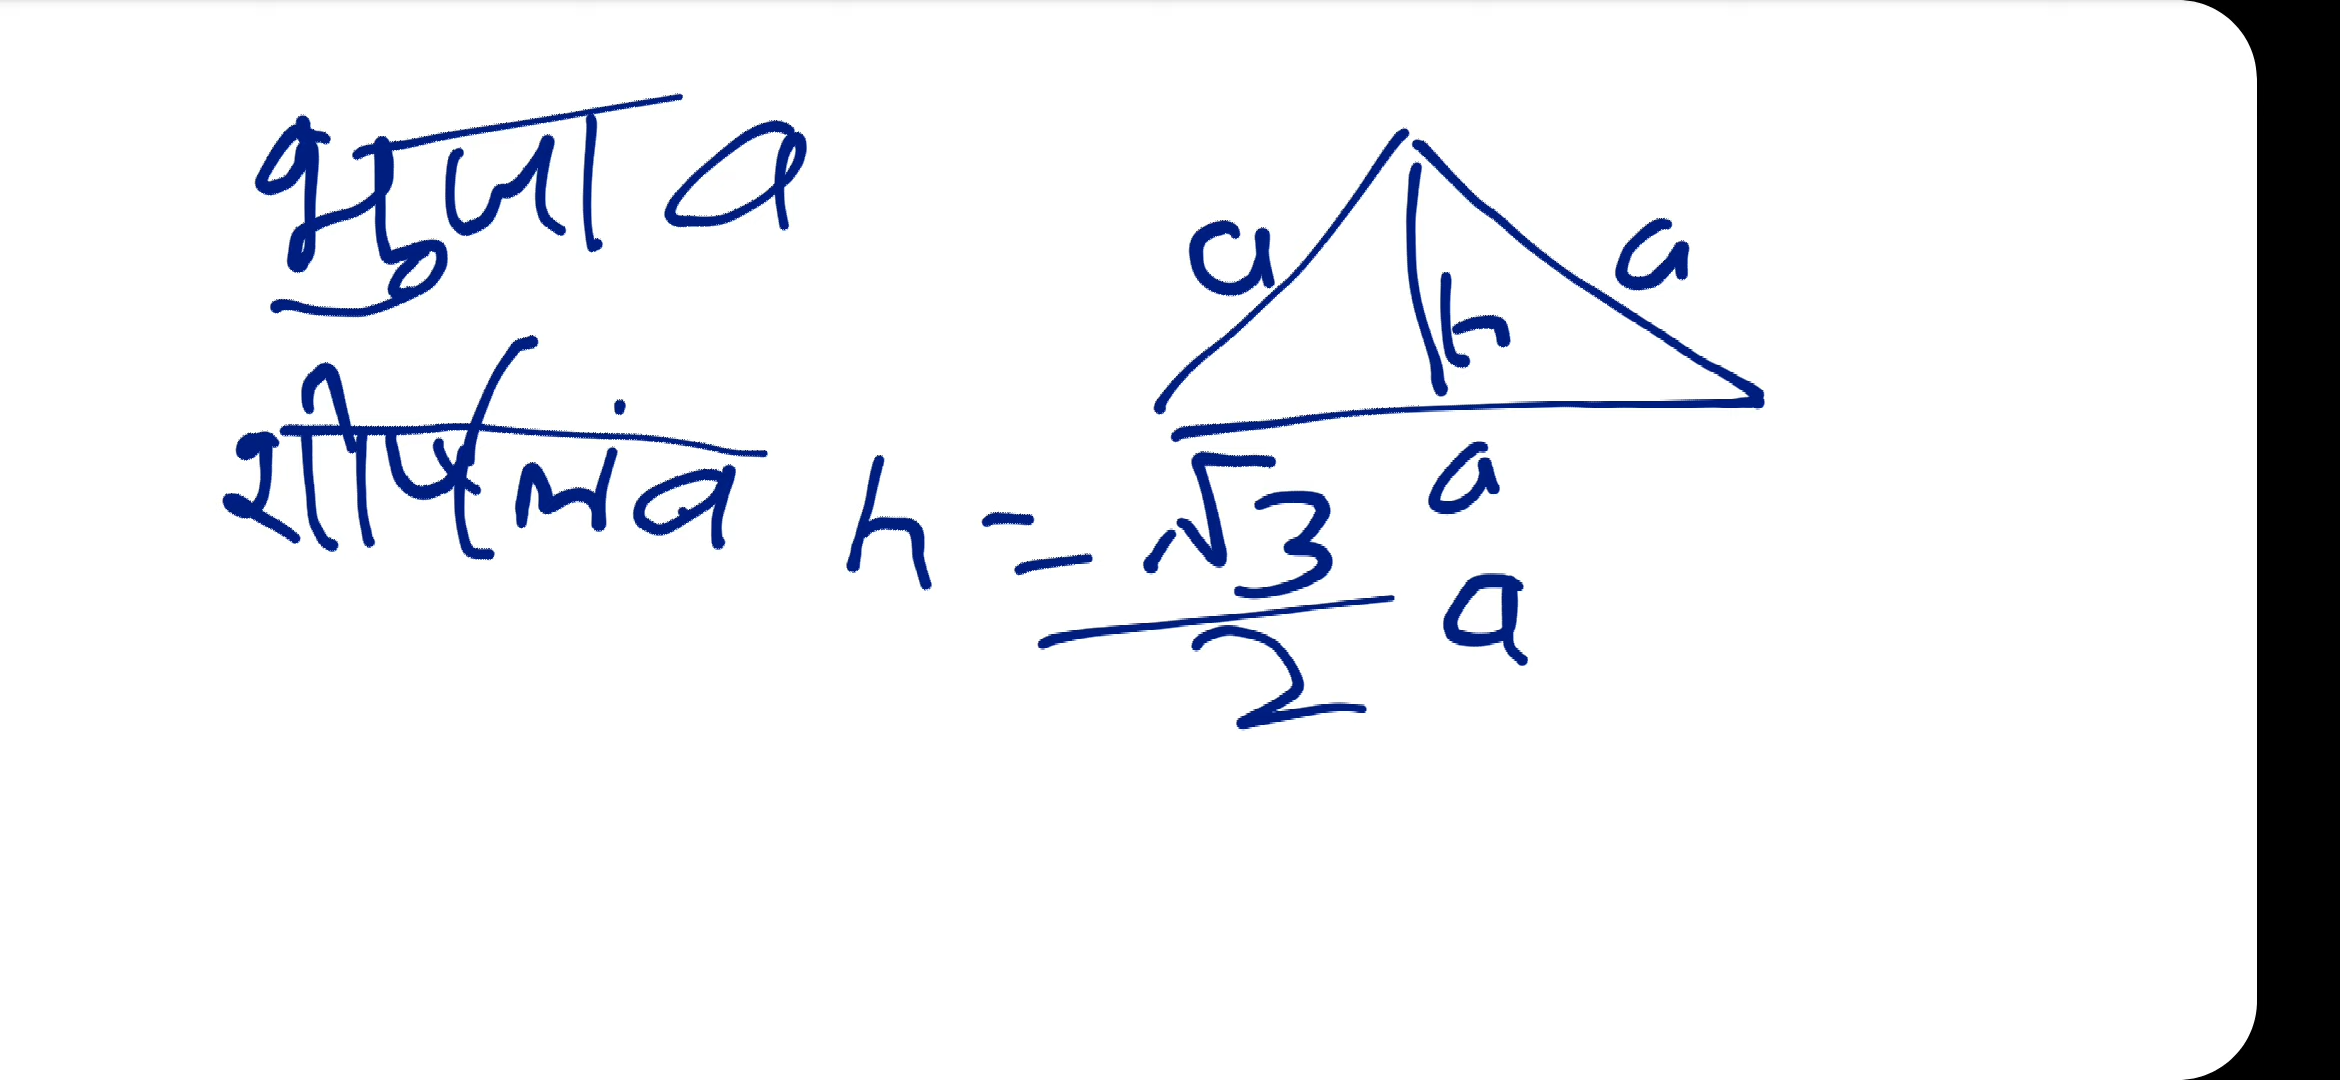 भुजा a
a a
h
शीर्षलंब h = √3/2 a
a